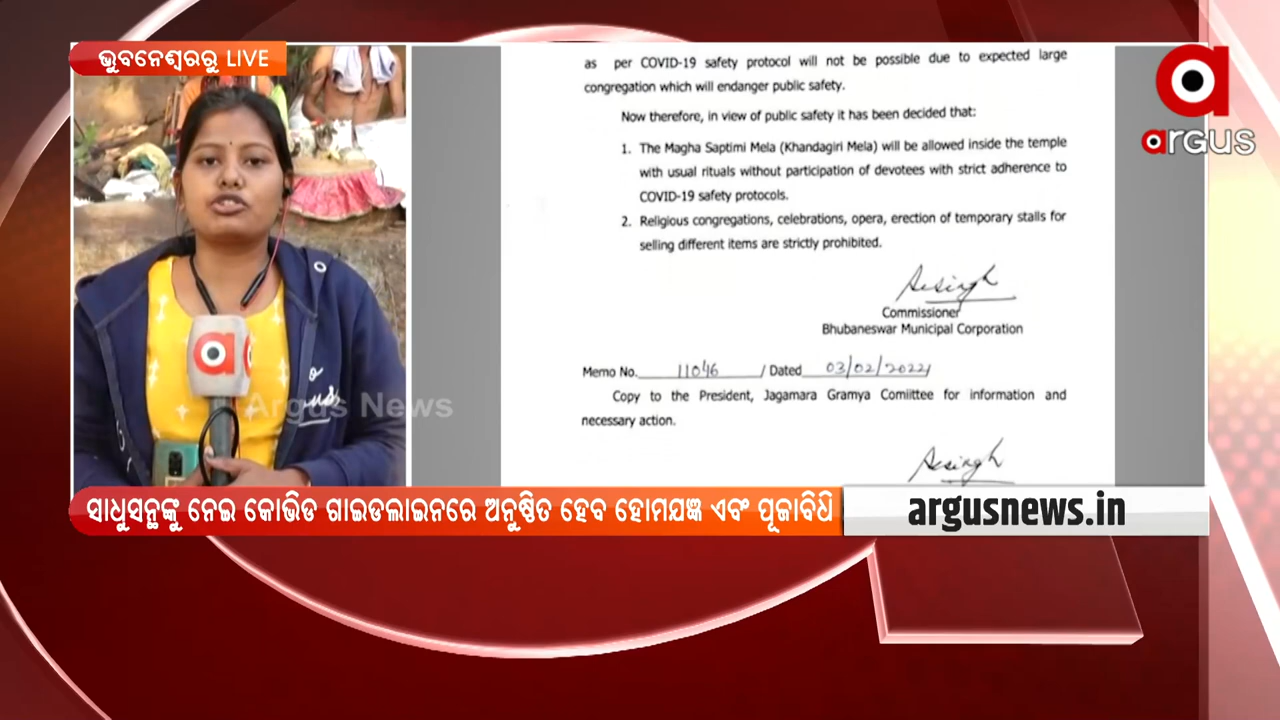 ଭୁବନେଶ୍ୱରରୁ LIVE
argus
as per COVID-19 safety protocol will not be possible due to expected large
congregation which will endanger public safety.
Now therefore, in view of public safety it has been decided that:
1. The Magha Saptimi Mela (Khandagiri Mela) will be allowed inside the temple
with usual rituals without participation of devotees with strict adherence to
COVID-19 safety protocols.
2. Religious congregations, celebrations, opera, erection of temporary stalls for
selling different items are strictly prohibited.
Commissioner
Bhubaneswar Municipal Corporation
Memo No. 11046 / Dated 03/02/2022/
Copy to the President, Jagamara Gramya Comiittee for information and
necessary action.
Argus News
ସାଧୁସନ୍ଥଙ୍କୁ ନେଇ କୋଭିଡ ଗାଇଡଲାଇନରେ ଅନୁଷ୍ଠିତ ହେବ ହୋମଯଜ୍ଞ ଏବଂ ପୂଜାବିଧି
argusnews.in